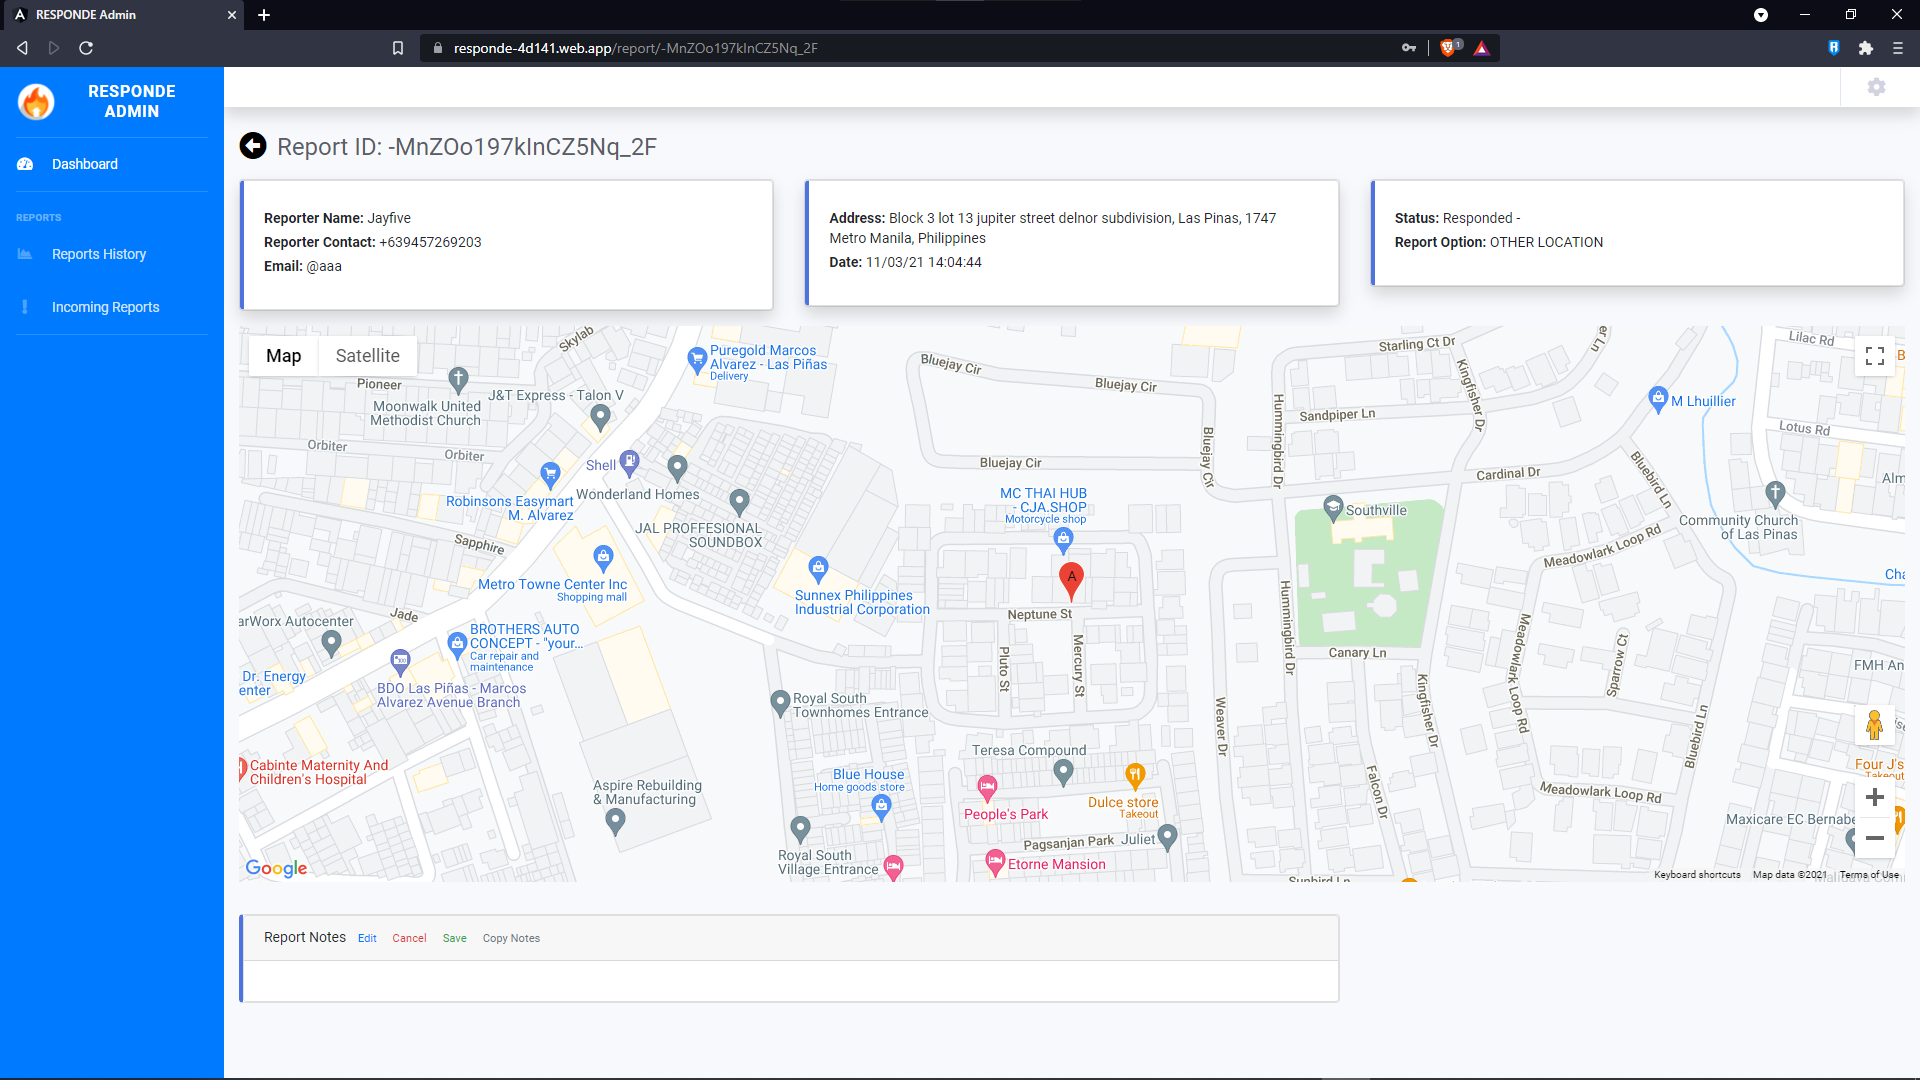 RESPONDE Admin
responde-4d141.web.app/report/-MnZOo197kInCZ5Nq_2F
1
RESPONDE
ADMIN
Dashboard
REPORTS
Reports History
Incoming Reports
Report ID: -MnZOo197kInCZ5Nq_2F
Reporter Name: Jayfive
Reporter Contact: +639457269203
Email: @aaa
Address: Block 3 lot 13 jupiter street delnor subdivision, Las Pinas, 1747
Metro Manila, Philippines
Date: 11/03/21 14:04:44
Status: Responded -
Report Option: OTHER LOCATION
Map
Satellite
Skylab
Puregold Marcos
Alvarez - Las Piñas
Delivery
Pioneer
J&T Express - Talon V
Moonwalk United
Methodist Church
Orbiter
Orbiter
Shell
Robinsons Easymart
M. Alvarez
Wonderland Homes
JAL PROFFESIONAL
SOUNDBOX
Sapphire
Metro Towne Center Inc
Shopping mall
Sunnex Philippines
Industrial Corporation
Bluejay Cir
Bluejay Cir
Bluejay Cir
Bluejay Cir
MC THAI HUB
- CJA.SHOP
Motorcycle shop
A
Neptune St
Pluto St
Mercury St
Starling Ct Dr
er Ln
Kingfisher Dr
Hummingbird Dr
Sandpiper Ln
Cardinal Dr
Bluebird Ln
M Lhuillier
Lilac Rd
B
Lotus Rd
Alm
Southville
Meadowlark Loop Rd
Community Church
of Las Pinas
Cha
Hummingbird Dr
Canary Ln
Kingfisher Dr
Weaver Dr
Falcon Dr
Meadowlark Loop Rd
Sparrow Ct
Bluebird Ln
FMH An
Meadowlark Loop Rd
Four J's
Takeout
Maxicare EC Bernabe
Jade
arWorx Autocenter
BROTHERS AUTO
CONCEPT - "your...
Car repair and
maintenance
Dr. Energy
enter
BDO Las Piñas - Marcos
Alvarez Avenue Branch
Royal South
Townhomes Entrance
Teresa Compound
Cabinte Maternity And
Children's Hospital
Aspire Rebuilding
& Manufacturing
Blue House
Home goods store
People's Park
Dulce store
Takeout
Pagsanjan Park
Juliet
Royal South
Village Entrance
Etorne Mansion
Sunbird Ln
Google
Keyboard shortcuts
Map data ©2021
Terms of Use
Report Notes
Edit
Cancel
Save
Copy Notes